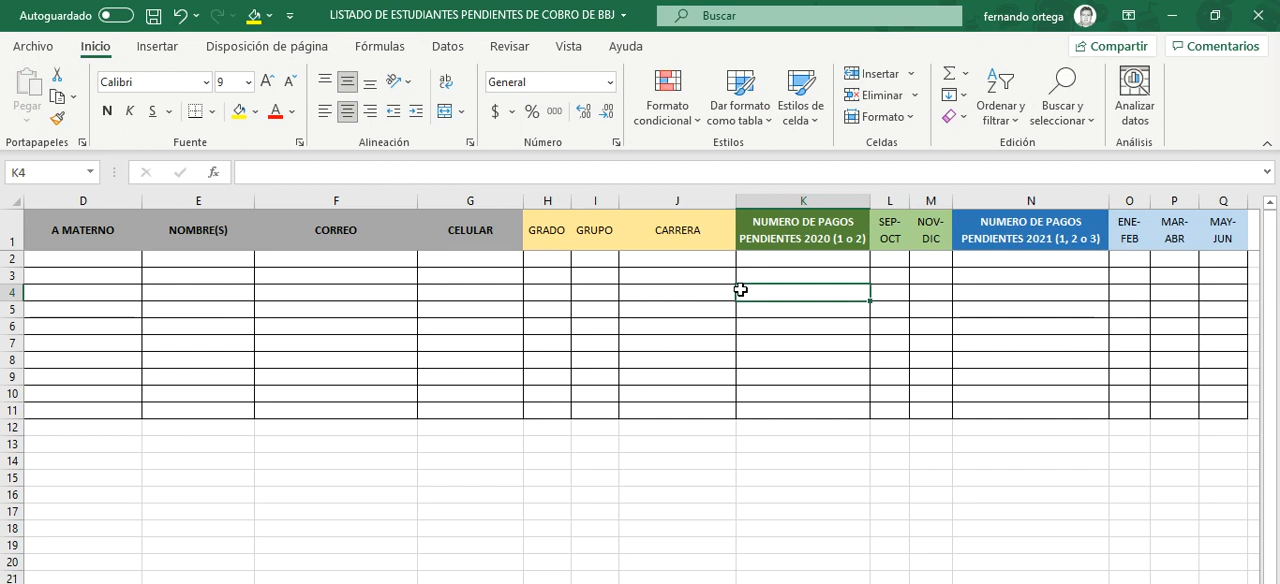 Autoguardado
LISTADO DE ESTUDIANTES PENDIENTES DE COBRO DE BBJ
Buscar
fernando ortega
Archivo Inicio Insertar Disposición de página Fórmulas Datos Revisar Vista Ayuda
Compartir
Comentarios
Pegar
Portapapeles
Calibri
9
A A
N K S
A
Fuente
ab
Alineación
General
$ % 000
Número
Formato
condicional
Dar formato
como tabla
Estilos de
celda
Estilos
Insertar
Eliminar
Formato
Celdas
Σ
Ordenar y
filtrar
Buscar y
seleccionar
Edición
Analizar
datos
Análisis
K4
fx
D E F G H I J K L M N O P Q
1
A MATERNO
NOMBRE(S)
CORREO
CELULAR
GRADO
GRUPO
CARRERA
NUMERO DE PAGOS
PENDIENTES 2020 (1 o 2)
SEP-
OCT
NOV-
DIC
NUMERO DE PAGOS
PENDIENTES 2021 (1, 2 o 3)
ENE-
FEB
MAR-
ABR
MAY-
JUN
2
3
4
5
6
7
8
9
10
11
12
13
14
15
16
17
18
19
20
21